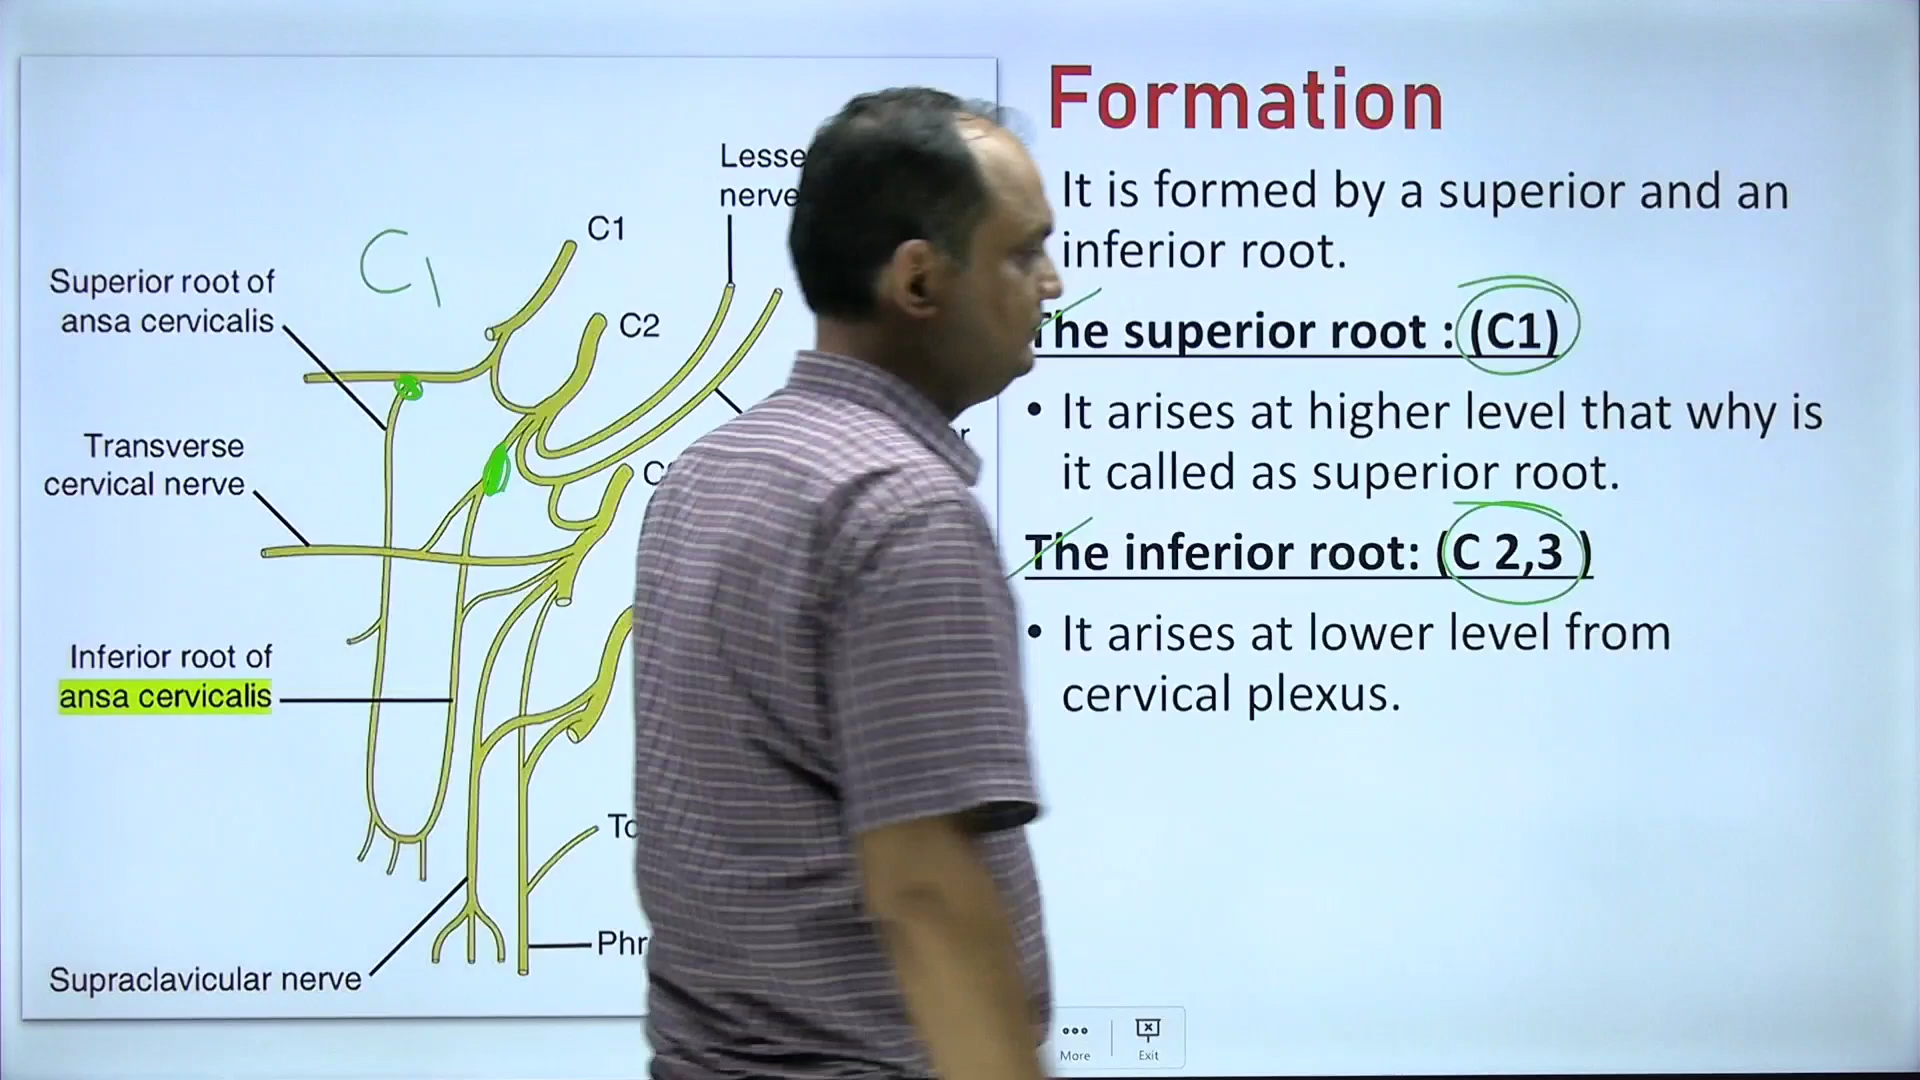 Formation
It is formed by a superior and an
inferior root.
The superior root : (C1)
• It arises at higher level that why is
it called as superior root.
The inferior root: (C 2,3 )
• It arises at lower level from
cervical plexus.
nerve
C1
C1
Superior root of
ansa cervicalis
C2
Transverse
cervical nerve
Inferior root of
ansa cervicalis
Supraclavicular nerve
More
Exit